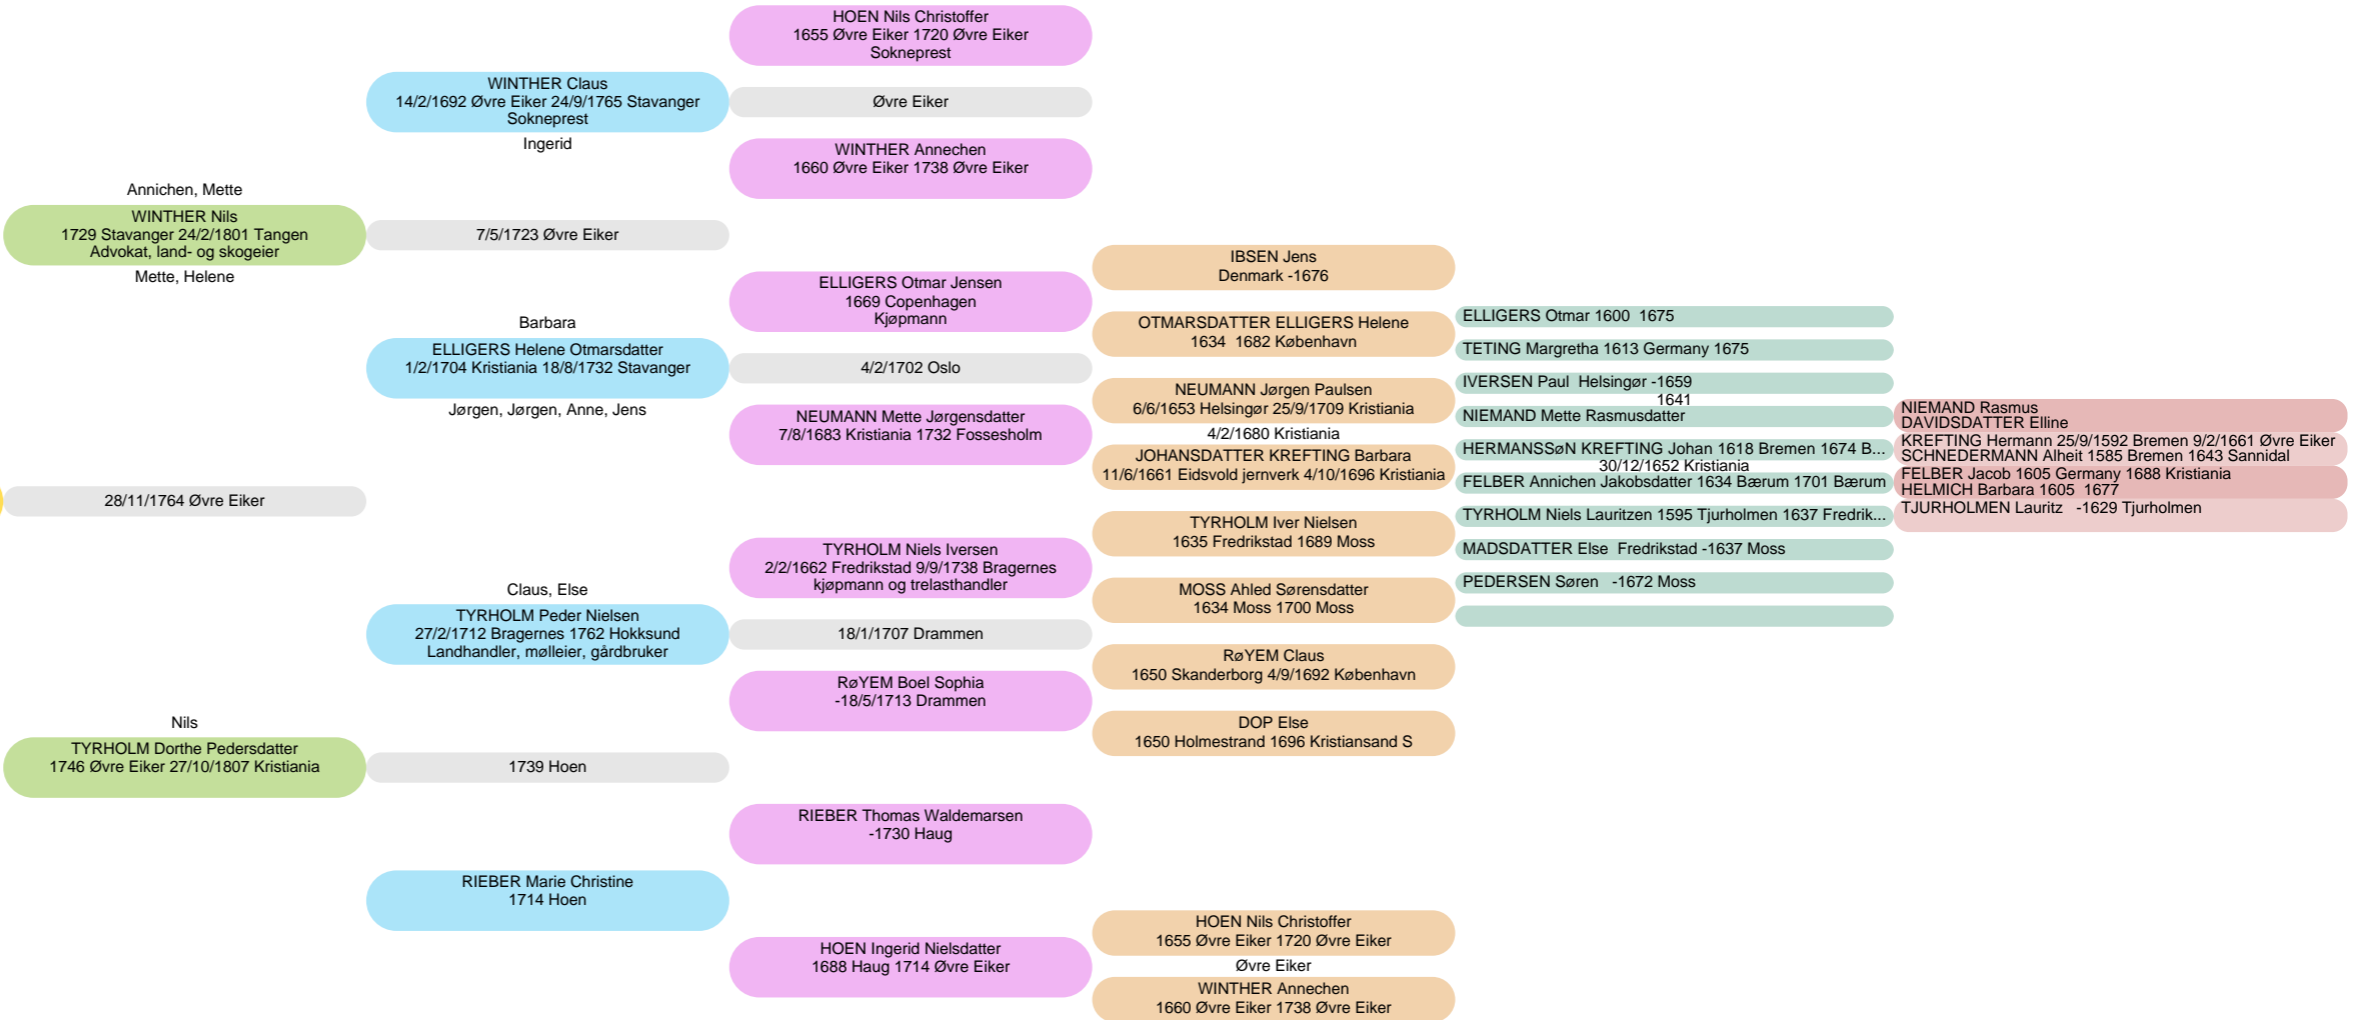 Annichen, Mette
WINTHER Nils
1729 Stavanger 24/2/1801 Tangen
Advokat, land- og skogeier
Mette, Helene
28/11/1764 Øvre Eiker
Nils
TYRHOLM Dorthe Pedersdatter
1746 Øvre Eiker 27/10/1807 Kristiania
WINTHER Claus
14/2/1692 Øvre Eiker 24/9/1765 Stavanger
Sokneprest
Ingerid
7/5/1723 Øvre Eiker
Barbara
ELLIGERS Helene Otmarsdatter
1/2/1704 Kristiania 18/8/1732 Stavanger
Jørgen, Jørgen, Anne, Jens
Claus, Else
TYRHOLM Peder Nielsen
27/2/1712 Bragernes 1762 Hokksund
Landhandler, mølleier, gårdbruker
1739 Hoen
RIEBER Marie Christine
1714 Hoen
HOEN Nils Christoffer
1655 Øvre Eiker 1720 Øvre Eiker
Sokneprest
Øvre Eiker
WINTHER Annechen
1660 Øvre Eiker 1738 Øvre Eiker
ELLIGERS Otmar Jensen
1669 Copenhagen
Kjøpmann
4/2/1702 Oslo
NEUMANN Mette Jørgensdatter
7/8/1683 Kristiania 1732 Fossesholm
TYRHOLM Niels Iversen
2/2/1662 Fredrikstad 9/9/1738 Bragernes
kjøpmann og trelasthandler
18/1/1707 Drammen
RøYEM Boel Sophia
-18/5/1713 Drammen
RIEBER Thomas Waldemarsen
-1730 Haug
HOEN Ingerid Nielsdatter
1688 Haug 1714 Øvre Eiker
IBSEN Jens
Denmark -1676
OTMARSDATTER ELLIGERS Helene
1634  1682 København
NEUMANN Jørgen Paulsen
6/6/1653 Helsingør 25/9/1709 Kristiania
4/2/1680 Kristiania
JOHANSDATTER KREFTING Barbara
11/6/1661 Eidsvold jernverk 4/10/1696 Kristiania
TYRHOLM Iver Nielsen
1635 Fredrikstad 1689 Moss
MOSS Ahled Sørensdatter
1634 Moss 1700 Moss
RøYEM Claus
1650 Skanderborg 4/9/1692 København
DOP Else
1650 Holmestrand 1696 Kristiansand S
HOEN Nils Christoffer
1655 Øvre Eiker 1720 Øvre Eiker
Øvre Eiker
WINTHER Annechen
1660 Øvre Eiker 1738 Øvre Eiker
ELLIGERS Otmar 1600  1675
TETING Margretha 1613 Germany 1675
IVERSEN Paul  Helsingør -1659
1641
NIEMAND Mette Rasmusdatter
HERMANSSøN KREFTING Johan 1618 Bremen 1674 B...
30/12/1652 Kristiania
FELBER Annichen Jakobsdatter 1634 Bærum 1701 Bærum
TYRHOLM Niels Lauritzen 1595 Tjurholmen 1637 Fredrik...
MADSDATTER Else  Fredrikstad -1637 Moss
PEDERSEN Søren   -1672 Moss
NIEMAND Rasmus
DAVIDSDATTER Elline
KREFTING Hermann 25/9/1592 Bremen 9/2/1661 Øvre Eiker
SCHNEDERMANN Alheit 1585 Bremen 1643 Sannidal
FELBER Jacob 1605 Germany 1688 Kristiania
HELMICH Barbara 1605  1677
TJURHOLMEN Lauritz   -1629 Tjurholmen